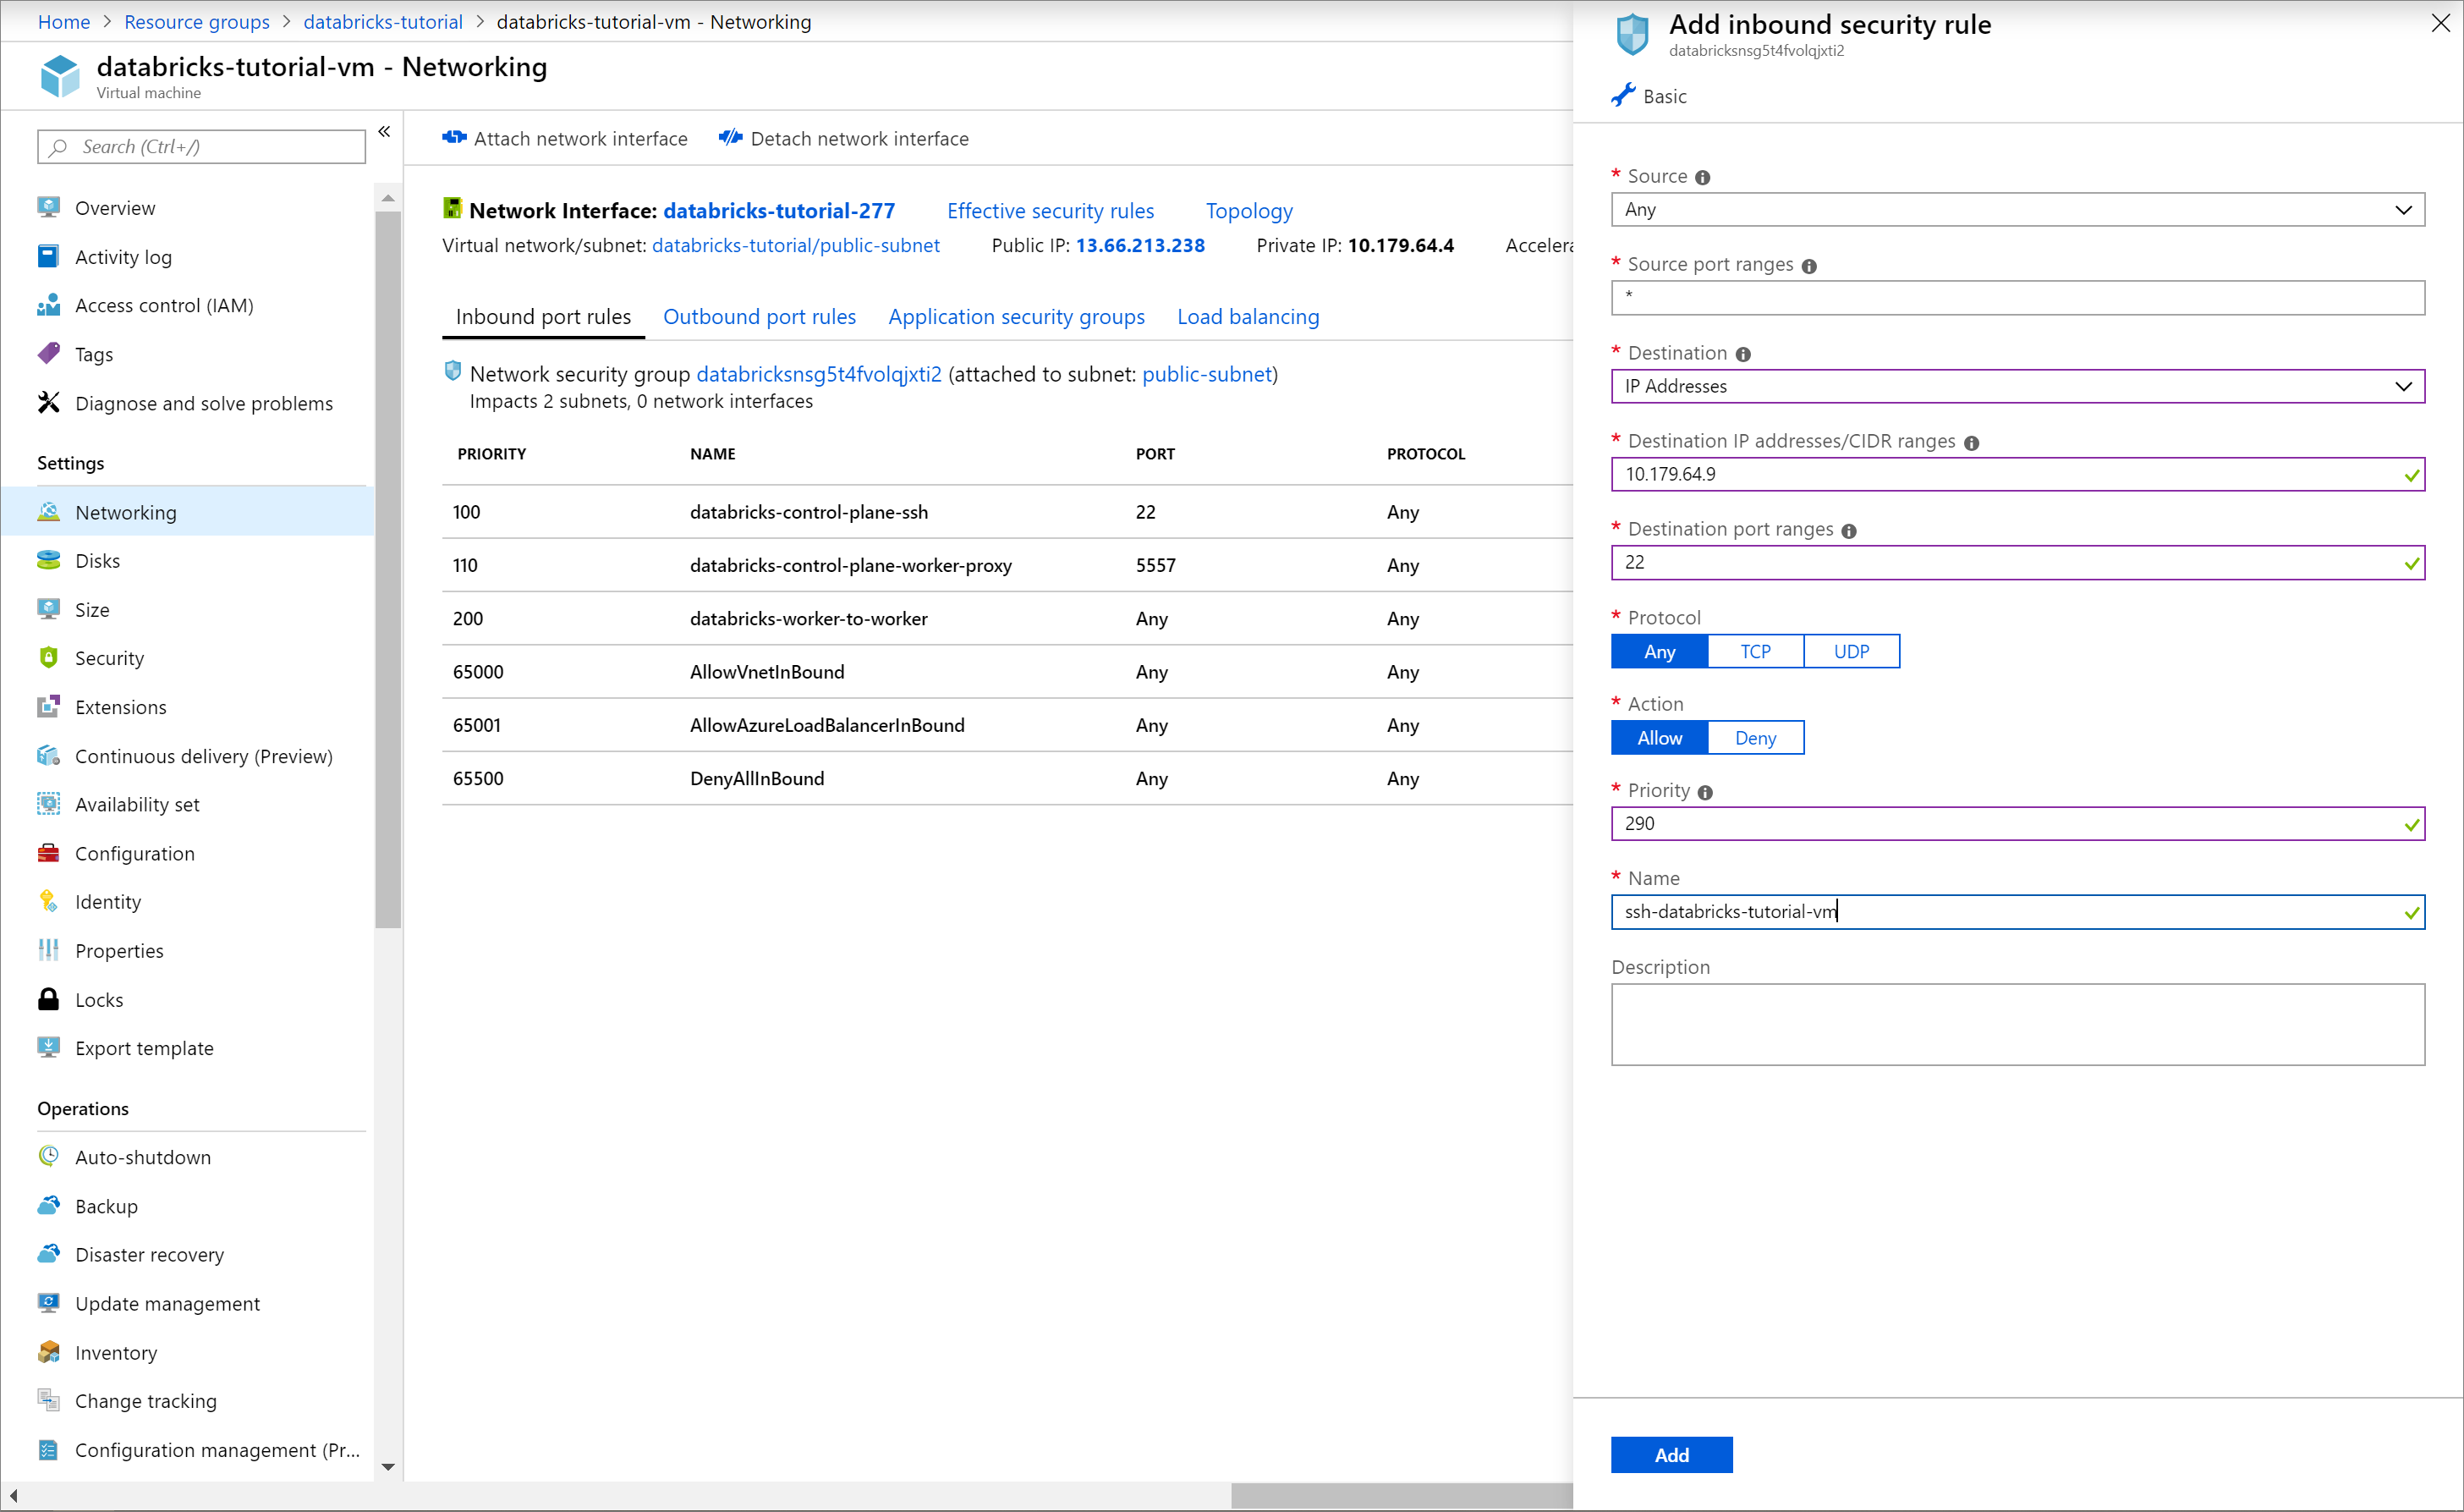 Home > Resource groups > databricks-tutorial > databricks-tutorial-vm - Networking
databricks-tutorial-vm - Networking
Virtual machine
Search (Ctrl+/)
«
Overview
Activity log
Access control (IAM)
Tags
Diagnose and solve problems
Settings
Networking
Disks
Size
Security
Extensions
Continuous delivery (Preview)
Availability set
Configuration
Identity
Properties
Locks
Export template
Operations
Auto-shutdown
Backup
Disaster recovery
Update management
Inventory
Change tracking
Configuration management (Pr...
Attach network interface Detach network interface
Network Interface: databricks-tutorial-277 Effective security rules Topology
Virtual network/subnet: databricks-tutorial/public-subnet Public IP: 13.66.213.238 Private IP: 10.179.64.4 Accelera
Inbound port rules Outbound port rules Application security groups Load balancing
Network security group databricksnsg5t4fvolqjxti2 (attached to subnet: public-subnet)
Impacts 2 subnets, 0 network interfaces
PRIORITY NAME PORT PROTOCOL
100 databricks-control-plane-ssh 22 Any
110 databricks-control-plane-worker-proxy 5557 Any
200 databricks-worker-to-worker Any Any
65000 AllowVnetInBound Any Any
65001 AllowAzureLoadBalancerInBound Any Any
65500 DenyAllInBound Any Any
Add inbound security rule
databricksnsg5t4fvolqjxti2
Basic
* Source
Any
* Source port ranges
*
* Destination
IP Addresses
* Destination IP addresses/CIDR ranges
10.179.64.9
* Destination port ranges
22
* Protocol
Any TCP UDP
* Action
Allow Deny
* Priority
290
* Name
ssh-databricks-tutorial-vm
Description
Add